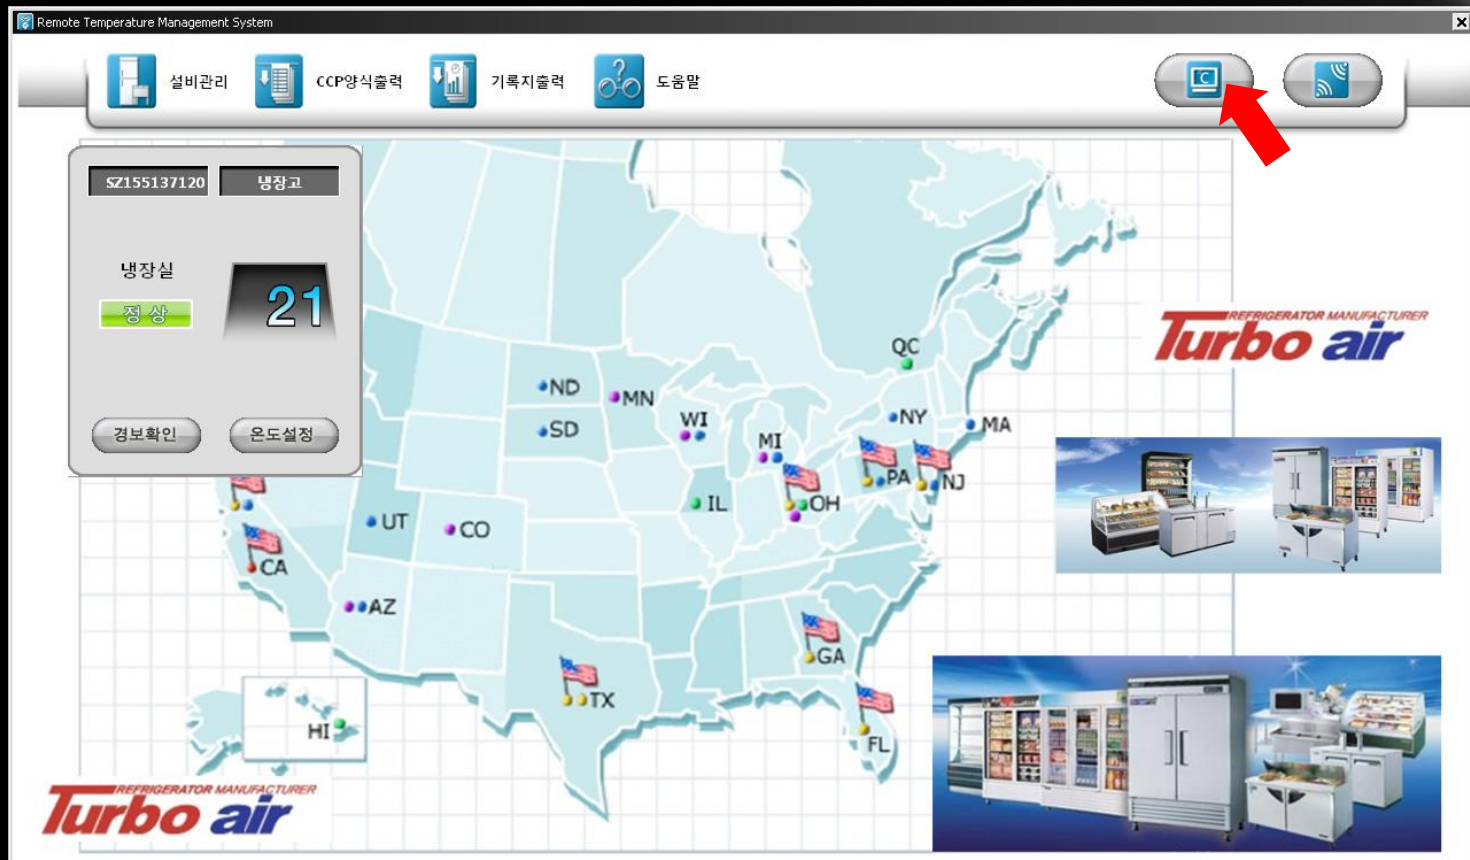 Remote Temperature Management System
설비관리
CCP양식출력
기록지출력
도움말
C
SZ155137120
냉장고
냉장실
정상
21
경보확인
온도설정
QC
ND
MN
SD
WI
MI
NY
MA
PA
NJ
IL
OH
UT
CO
CA
AZ
GA
TX
FL
HI
REFRIGERATOR MANUFACTURER
Turbo air
REFRIGERATOR MANUFACTURER
Turbo air